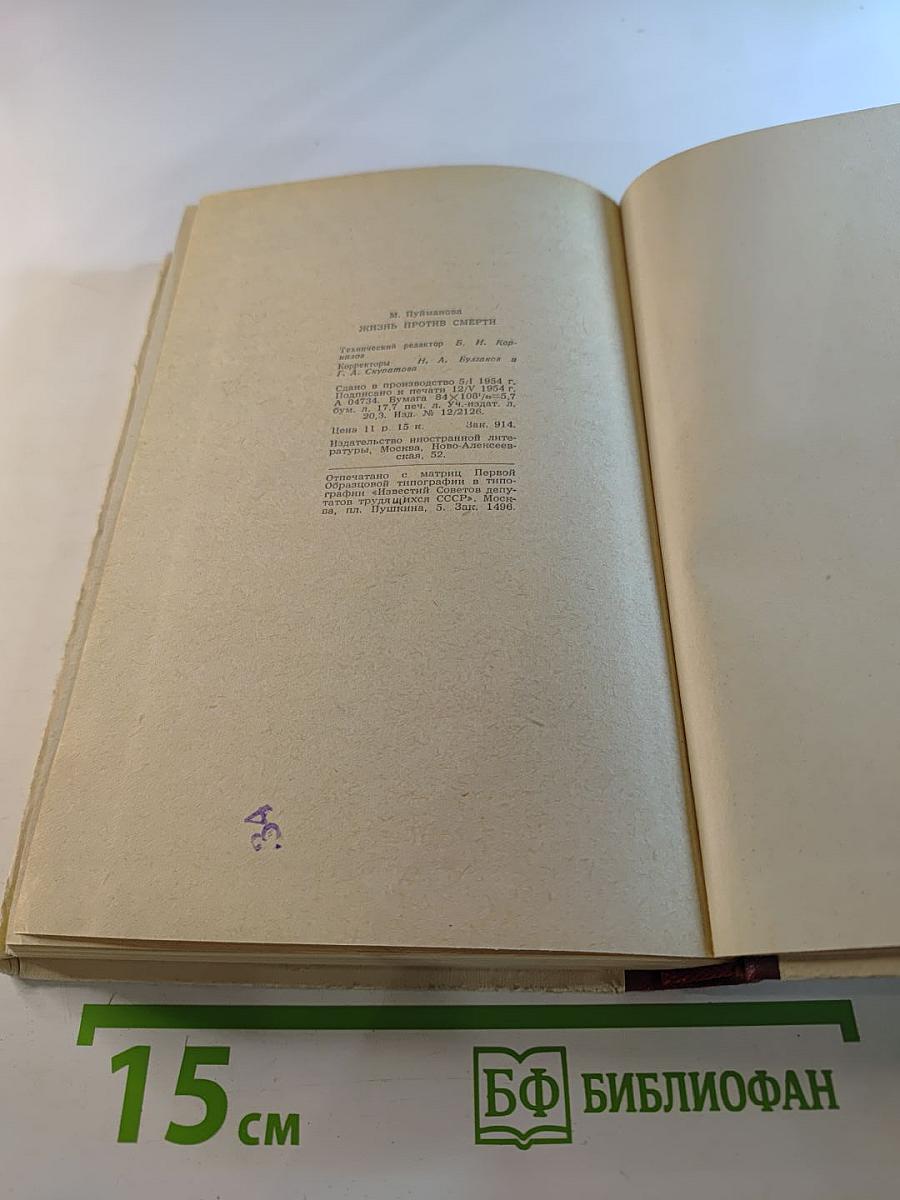 М. Пуйманова
ЖИЗНЬ ПРОТИВ СМЕРТИ
Технический редактор Б. И. Кор-
нилов
Корректоры Н. А. Булгаков и
Г. А. Скуратова
Сдано в производство 5/I 1954 г.
Подписано к печати 12/V 1954 г.
А 04734. Бумага 84×108¹/₃₂=5,7
бум. л. 17,7 печ. л. Уч.-издат. л.
20,3. Изд. № 12/2126.
Цена 11 р. 15 к. Зак. 914.
Издательство иностранной лите-
ратуры, Москва, Ново-Алексеев-
ская, 52.
Отпечатано с матриц Первой
Образцовой типографии в типо-
графии «Известий Советов депу-
татов трудящихся СССР». Моск-
ва, пл. Пушкина, 5. Зак. 1496.
15 см
БФ БИБЛИОФАН